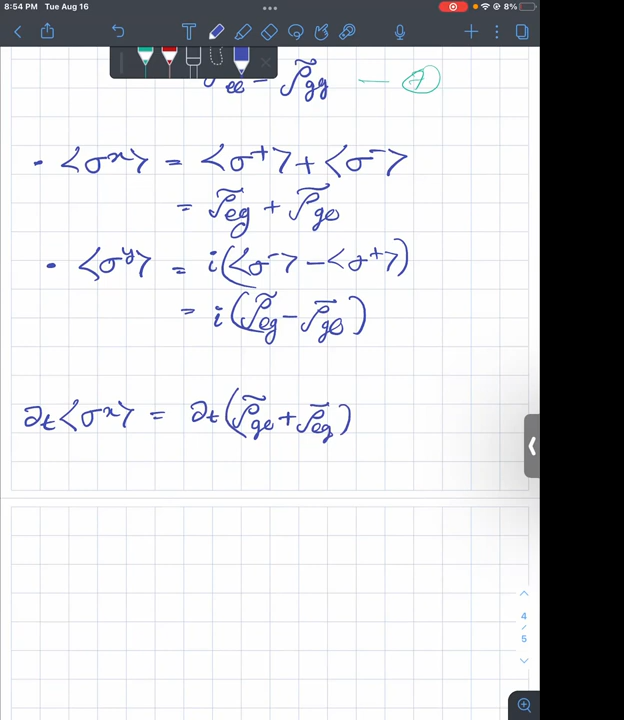 8:54 PM Tue Aug 16
8%
ρ̃ee − ρ̃gg — ⑦
• <σˣ> = <σ⁺> + <σ⁻>
= ρ̃eg + ρ̃ge
• <σʸ> = i(<σ⁻> − <σ⁺>)
= i(ρ̃eg − ρ̃ge)
∂t<σˣ> = ∂t(ρ̃ge + ρ̃eg)
4
/
5